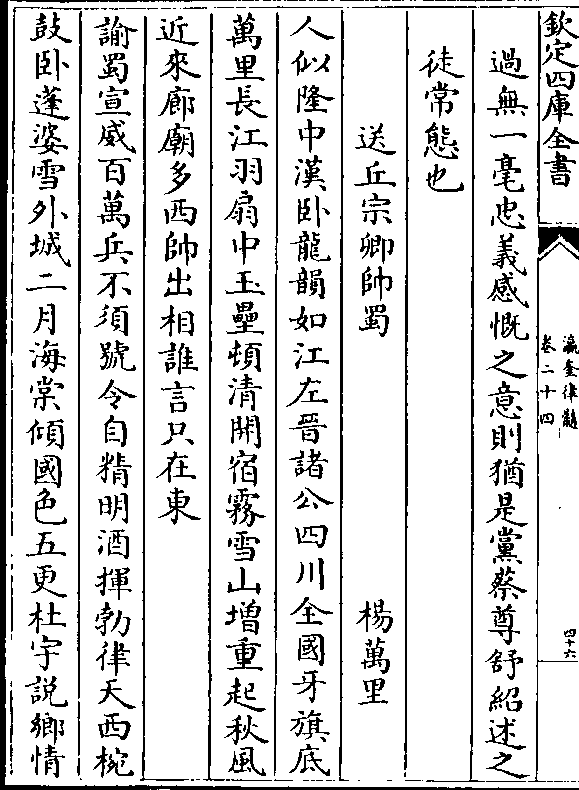 欽定四庫全書
瀛奎律髓
卷二十四
四十六
過無一毫忠義感慨之意則猶是黨蔡尊舒紹述之
徒常態也
送丘宗卿帥蜀 楊萬里
人似隆中漢卧龍韻如江左晉諸公四川全國牙旗底
萬里長江羽扇中玉壘頓清開宿霧雪山增重起秋風
近來廊廟多西帥出相誰言只在東
諭蜀宣威百萬兵不須號令自精明酒揮勃律天西椀
鼓卧蓬婆雪外城二月海棠傾國色五更杜宇説鄉情